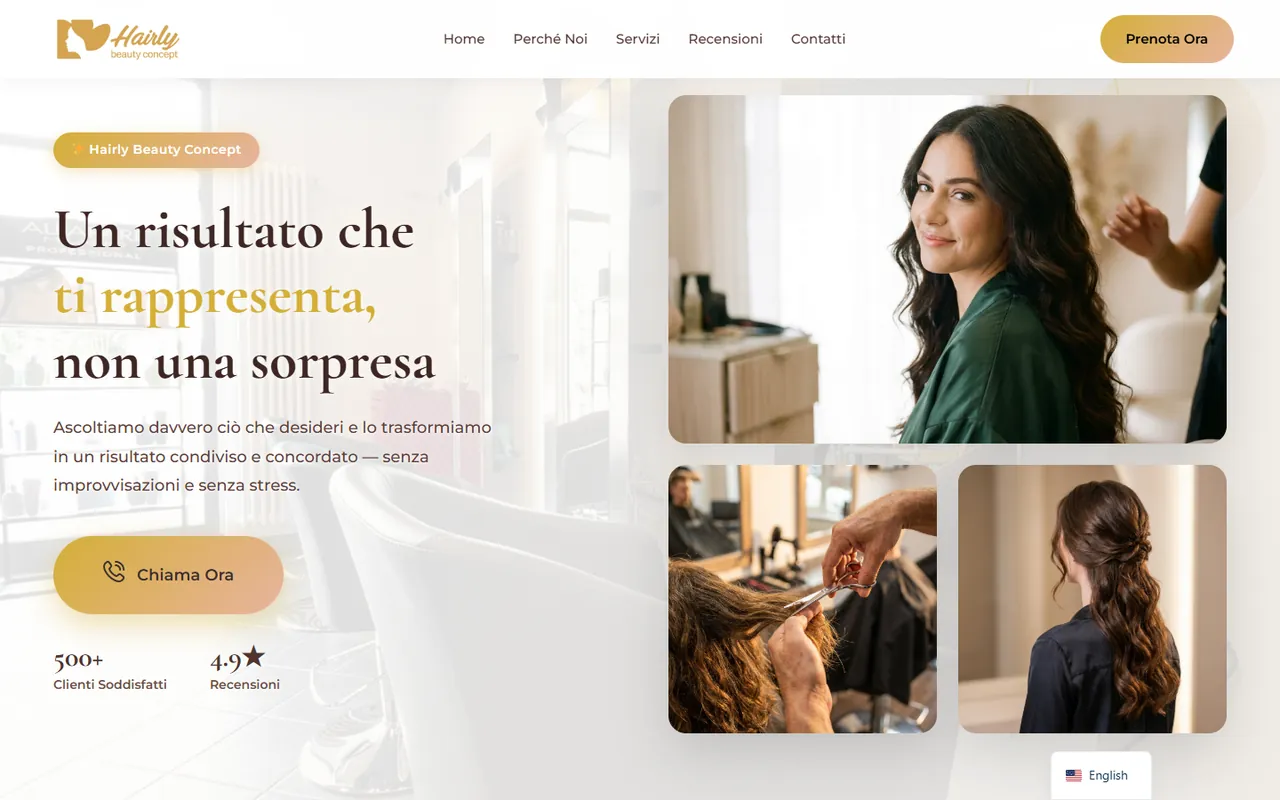 Hairly
beauty concept
Home
Perché Noi
Servizi
Recensioni
Contatti
Prenota Ora
Hairly Beauty Concept
Un risultato che
ti rappresenta,
non una sorpresa
Ascoltiamo davvero ciò che desideri e lo trasformiamo
in un risultato condiviso e concordato — senza
improvvisazioni e senza stress.
Chiama Ora
500+
Clienti Soddisfatti
4.9★
Recensioni
English